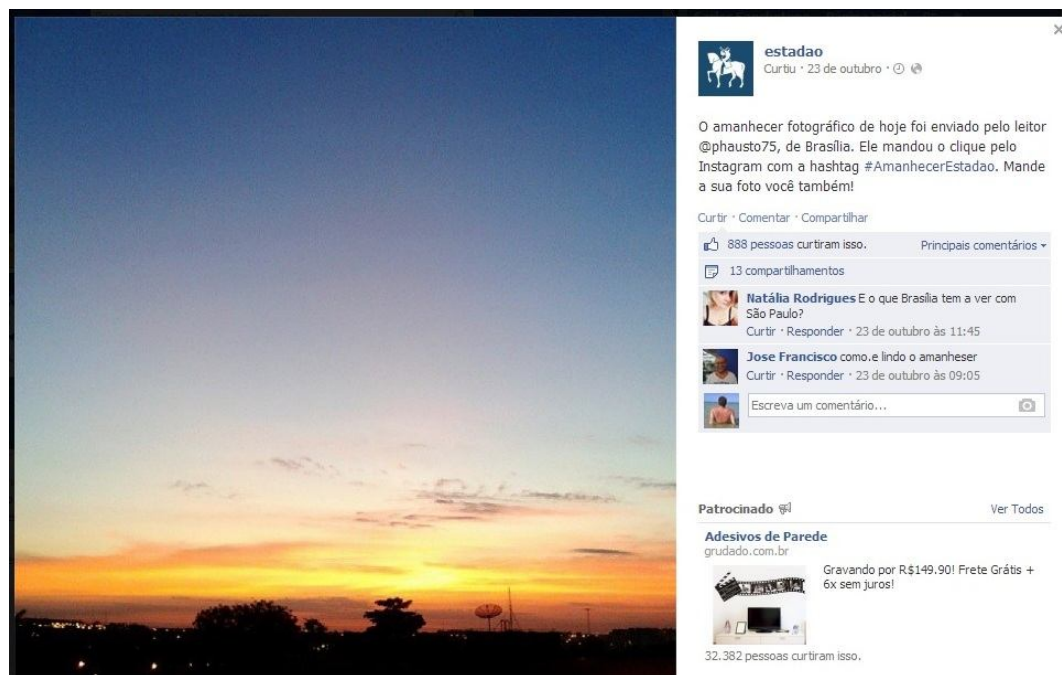 estadao
Curtiu · 23 de outubro ·
O amanhecer fotográfico de hoje foi enviado pelo leitor
@phausto75, de Brasília. Ele mandou o clique pelo
Instagram com a hashtag #AmanhecerEstadao. Mande
a sua foto você também!
Curtir · Comentar · Compartilhar
888 pessoas curtiram isso. Principais comentários
13 compartilhamentos
Natália Rodrigues E o que Brasília tem a ver com
São Paulo?
Curtir · Responder · 23 de outubro às 11:45
Jose Francisco como.e lindo o amanheser
Curtir · Responder · 23 de outubro às 09:05
Escreva um comentário...
Patrocinado Ver Todos
Adesivos de Parede
grudado.com.br
Gravando por R$149.90! Frete Grátis +
6x sem juros!
32.382 pessoas curtiram isso.